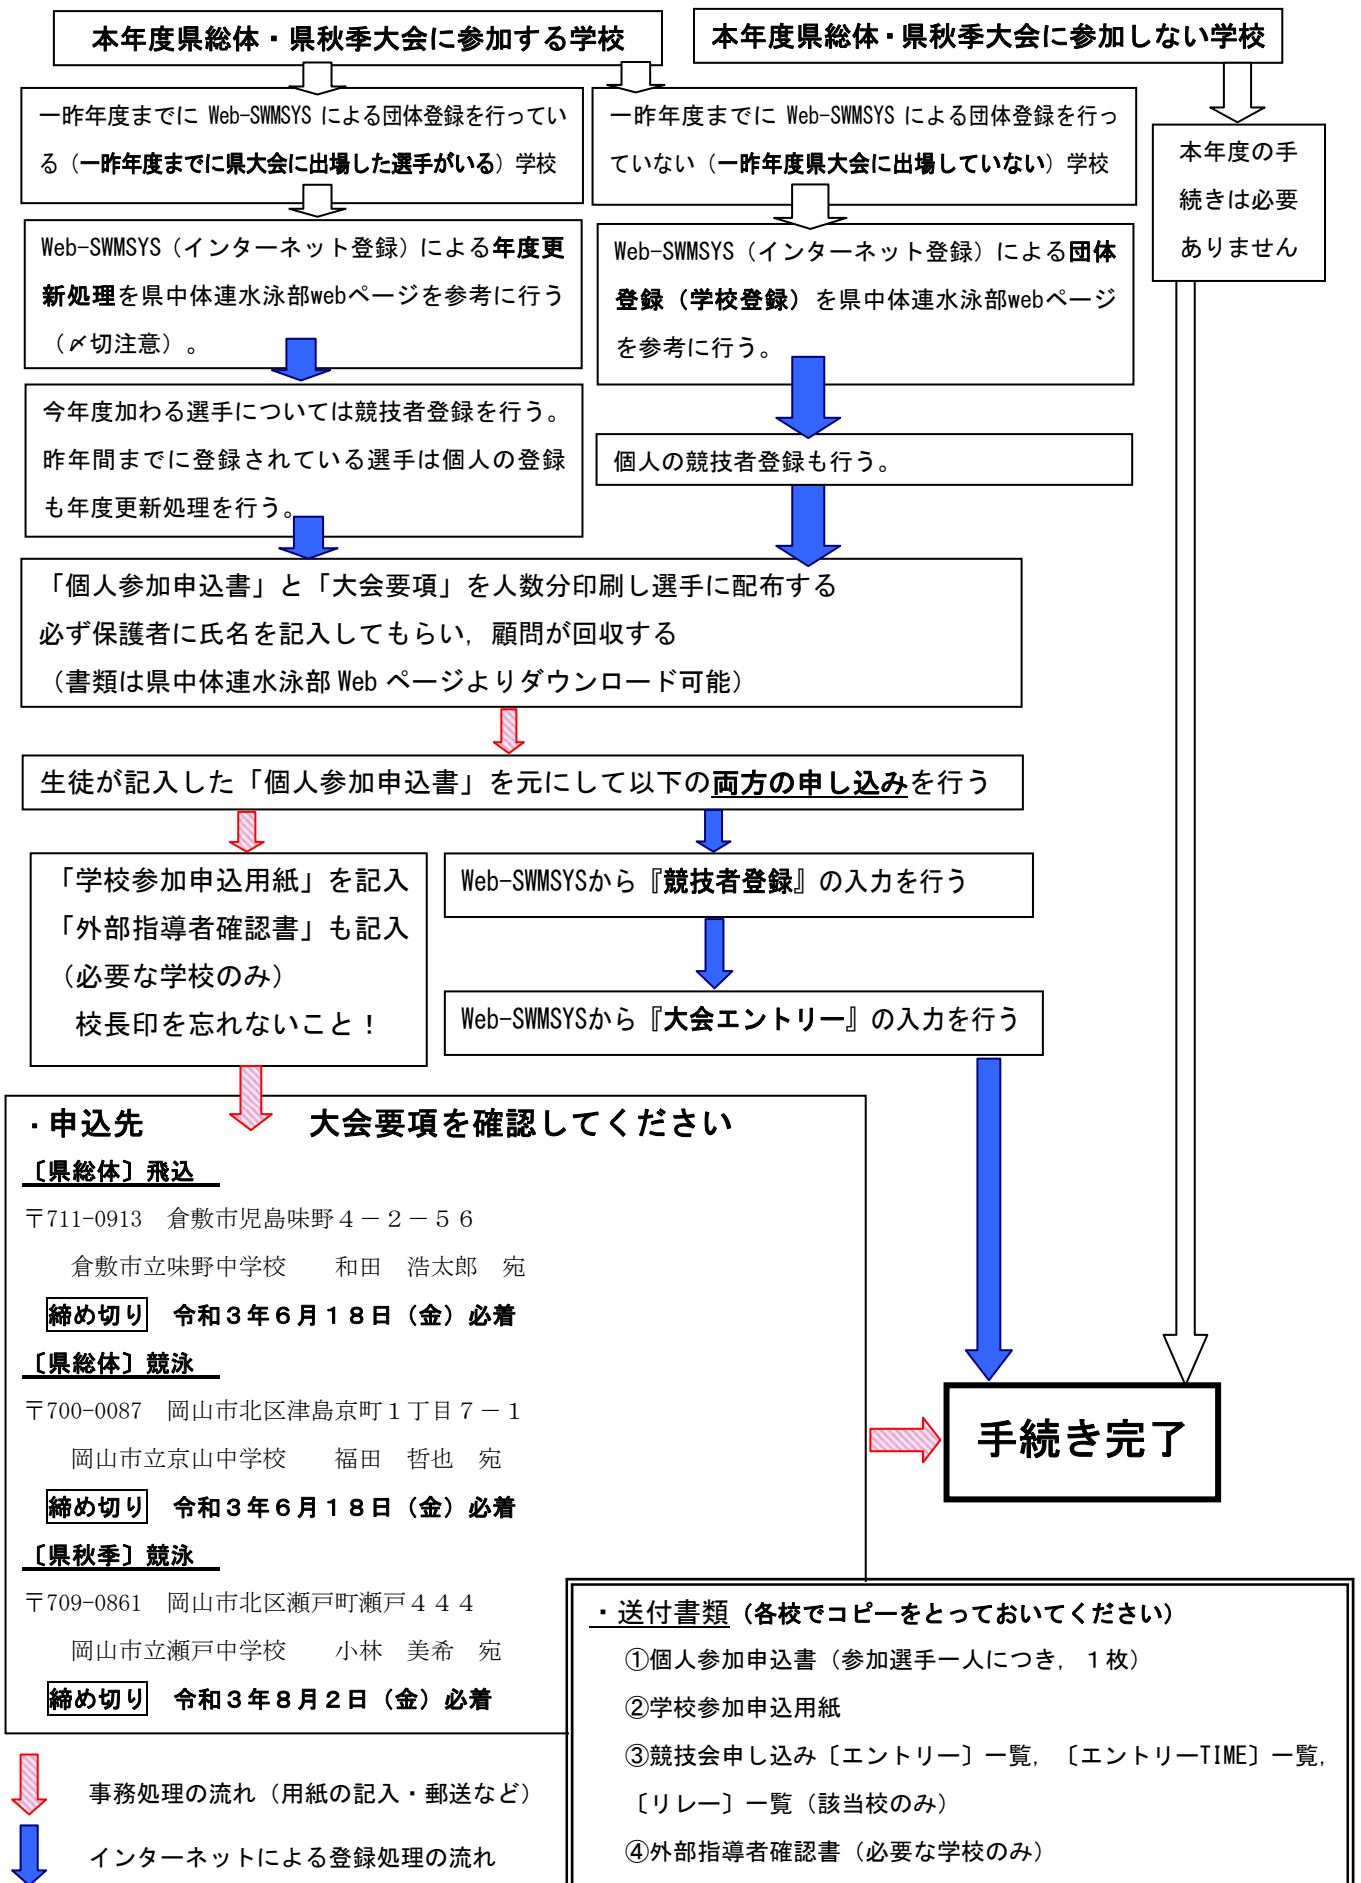 本年度県総体・県秋季大会に参加する学校
本年度県総体・県秋季大会に参加しない学校
一昨年度までに Web-SWMSYS による団体登録を行ってい
る（一昨年度までに県大会に出場した選手がいる）学校
一昨年度までに Web-SWMSYS による団体登録を行っ
ていない（一昨年度県大会に出場していない）学校
本年度の手
続きは必要
ありません
Web-SWMSYS（インターネット登録）による年度更
新処理を県中体連水泳部webページを参考に行う
（〆切注意）。
Web-SWMSYS（インターネット登録）による団体
登録（学校登録）を県中体連水泳部webページ
を参考に行う。
今年度加わる選手については競技者登録を行う。
昨年間までに登録されている選手は個人の登録
も年度更新処理を行う。
個人の競技者登録も行う。
「個人参加申込書」と「大会要項」を人数分印刷し選手に配布する
必ず保護者に氏名を記入してもらい，顧問が回収する
（書類は県中体連水泳部 Web ページよりダウンロード可能）
生徒が記入した「個人参加申込書」を元にして以下の両方の申し込みを行う
「学校参加申込用紙」を記入
「外部指導者確認書」も記入
（必要な学校のみ）
校長印を忘れないこと！
Web-SWMSYSから『競技者登録』の入力を行う
Web-SWMSYSから『大会エントリー』の入力を行う
・申込先　大会要項を確認してください
〔県総体〕飛込
〒711-0913　倉敷市児島味野４－２－５６
倉敷市立味野中学校　和田　浩太郎　宛
締め切り　令和３年６月１８日（金）必着
〔県総体〕競泳
〒700-0087　岡山市北区津島京町１丁目７－１
岡山市立京山中学校　福田　哲也　宛
締め切り　令和３年６月１８日（金）必着
〔県秋季〕競泳
〒709-0861　岡山市北区瀬戸町瀬戸４４４
岡山市立瀬戸中学校　小林　美希　宛
締め切り　令和３年８月２日（金）必着
手続き完了
・送付書類（各校でコピーをとっておいてください）
①個人参加申込書（参加選手一人につき，１枚）
②学校参加申込用紙
③競技会申し込み〔エントリー〕一覧，〔エントリーTIME〕一覧，
〔リレー〕一覧（該当校のみ）
④外部指導者確認書（必要な学校のみ）
事務処理の流れ（用紙の記入・郵送など）
インターネットによる登録処理の流れ